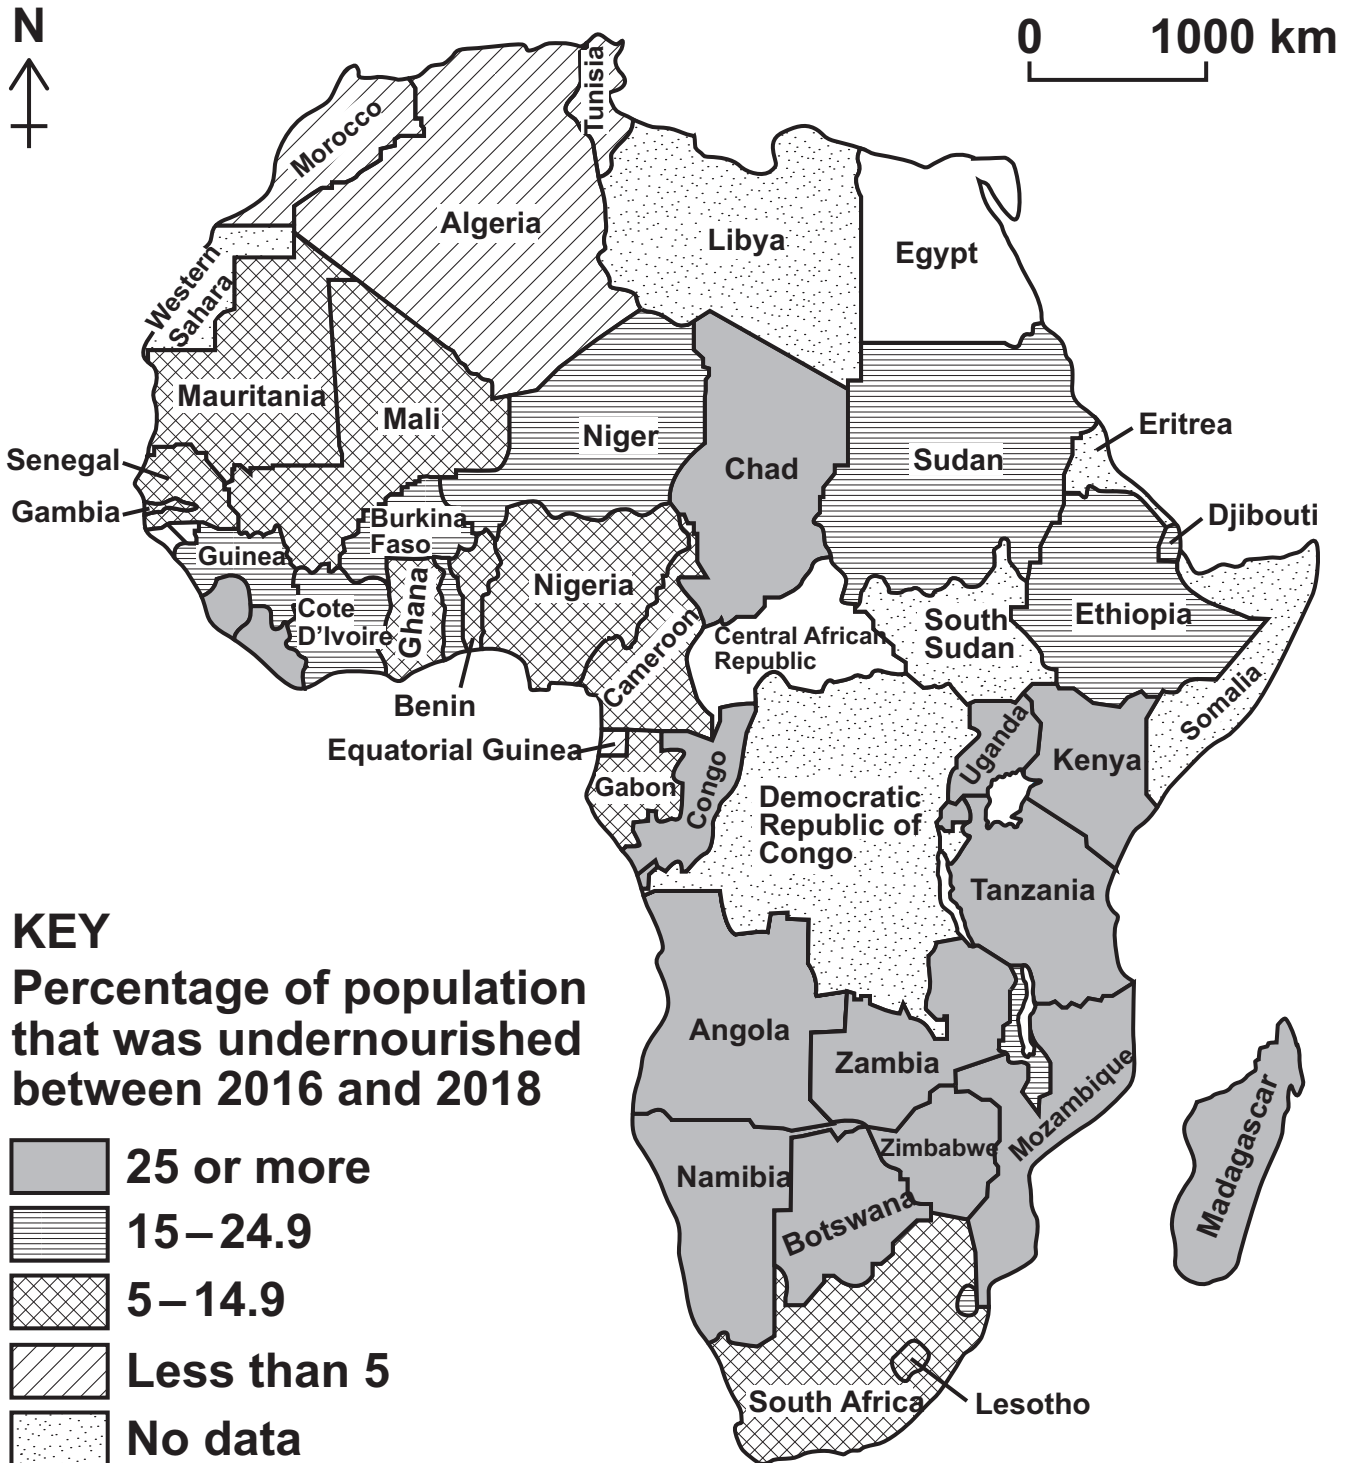 N
0 1000 km
Tunisia
Morocco
Algeria
Libya
Egypt
Western
Sahara
Mauritania
Mali
Niger
Chad
Sudan
Eritrea
Senegal
Gambia
Djibouti
Burkina
Faso
Guinea
Nigeria
Cote
D'Ivoire
Ghana
Ethiopia
South
Sudan
Central African
Republic
Cameroon
Somalia
Benin
Equatorial Guinea
Uganda
Kenya
Gabon
Congo
Democratic
Republic of
Congo
Tanzania
Angola
Zambia
Mozambique
Madagascar
Zimbabwe
Namibia
Botswana
South Africa
Lesotho
KEY
Percentage of population
that was undernourished
between 2016 and 2018
25 or more
15–24.9
5–14.9
Less than 5
No data